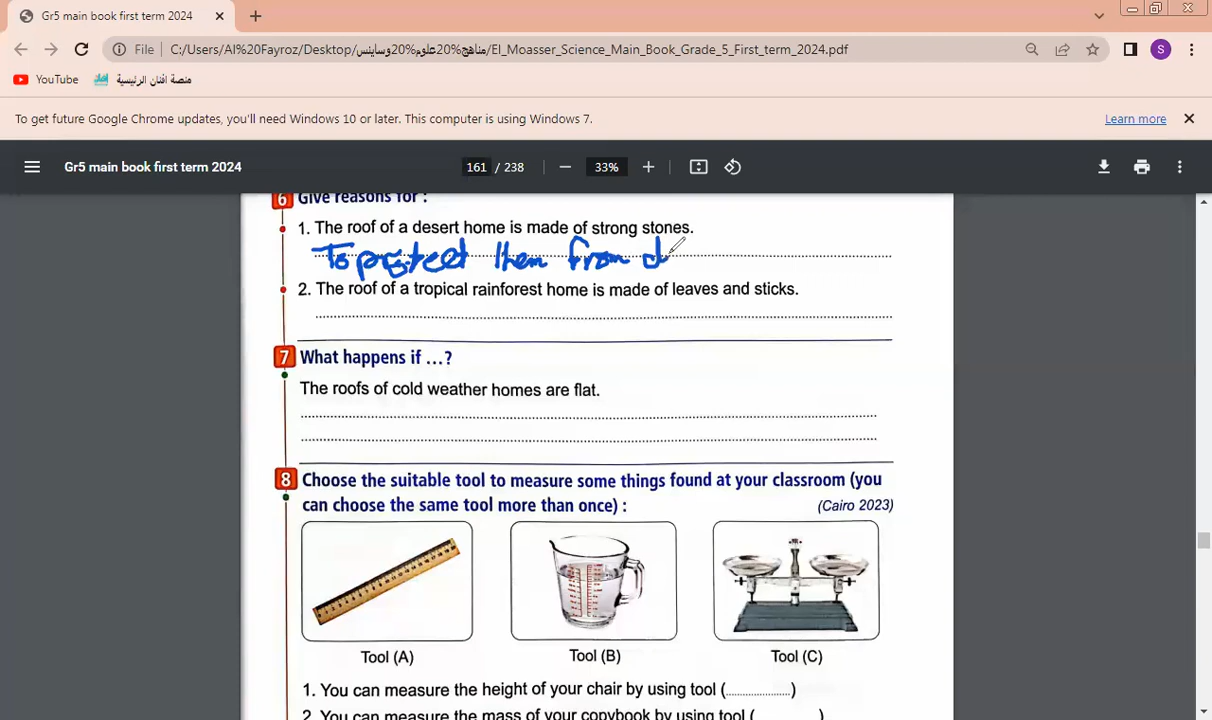 Gr5 main book first term 2024
File
C:/Users/Al%20Fayroz/Desktop/مناهج%20علوم%20وساينس/El_Moasser_Science_Main_Book_Grade_5_First_term_2024.pdf
S
YouTube
منصة أفنان الرئيسية
To get future Google Chrome updates, you'll need Windows 10 or later. This computer is using Windows 7.
Learn more
Gr5 main book first term 2024
161 / 238
33%
6 Give reasons for :
1. The roof of a desert home is made of strong stones.
To protect them from d
2. The roof of a tropical rainforest home is made of leaves and sticks.
7 What happens if ...?
The roofs of cold weather homes are flat.
8 Choose the suitable tool to measure some things found at your classroom (you
can choose the same tool more than once) :
(Cairo 2023)
Tool (A)
Tool (B)
Tool (C)
1. You can measure the height of your chair by using tool (....................)
2. You can measure the mass of your copybook by using tool (....................)